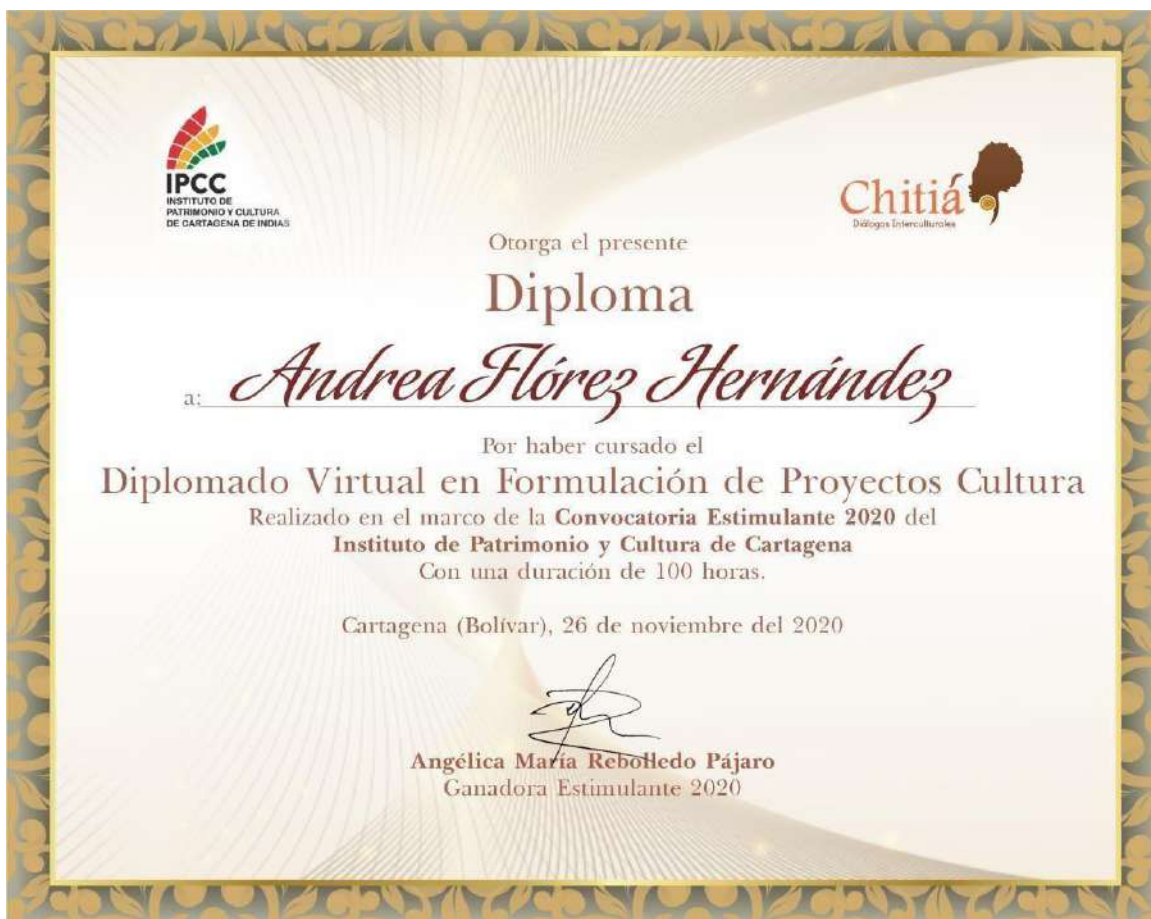 IPCC
INSTITUTO DE
PATRIMONIO Y CULTURA
DE CARTAGENA DE INDIAS
Chitiá
Diálogos Interculturales
Otorga el presente
Diploma
a: Andrea Flórez Hernández
Por haber cursado el
Diplomado Virtual en Formulación de Proyectos Cultura
Realizado en el marco de la Convocatoria Estimulante 2020 del
Instituto de Patrimonio y Cultura de Cartagena
Con una duración de 100 horas.
Cartagena (Bolívar), 26 de noviembre del 2020
Angélica María Rebolledo Pájaro
Ganadora Estimulante 2020